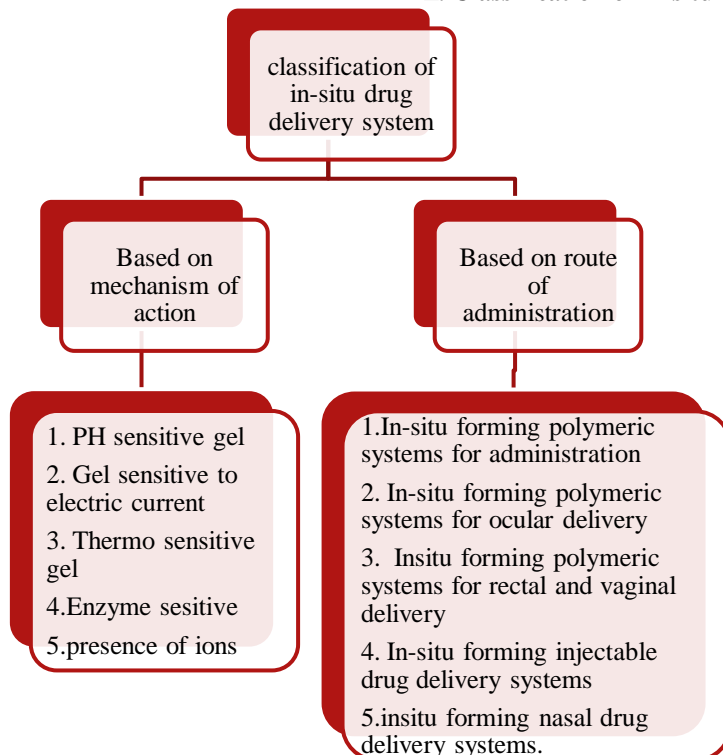 classification of
in-situ drug
delivery system
Based on
mechanism of
action
Based on route
of
administration
1. PH sensitive gel
2. Gel sensitive to
electric current
3. Thermo sensitive
gel
4.Enzyme sesitive
5.presence of ions
1.In-situ forming polymeric
systems for administration
2. In-situ forming polymeric
systems for ocular delivery
3. Insitu forming polymeric
systems for rectal and vaginal
delivery
4. In-situ forming injectable
drug delivery systems
5.insitu forming nasal drug
delivery systems.